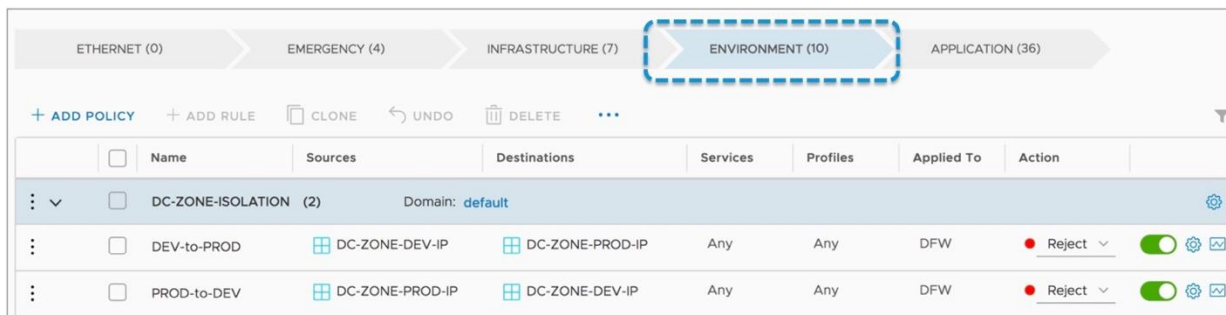 ETHERNET (0) EMERGENCY (4) INFRASTRUCTURE (7) ENVIRONMENT (10) APPLICATION (36)
+ ADD POLICY + ADD RULE CLONE UNDO DELETE ...
Name Sources Destinations Services Profiles Applied To Action
DC-ZONE-ISOLATION (2) Domain: default
DEV-to-PROD DC-ZONE-DEV-IP DC-ZONE-PROD-IP Any Any DFW Reject
PROD-to-DEV DC-ZONE-PROD-IP DC-ZONE-DEV-IP Any Any DFW Reject